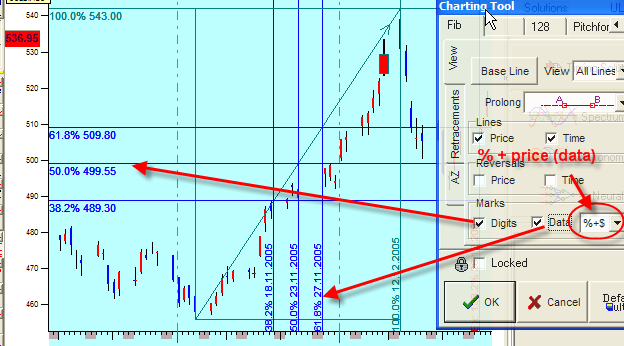 Charting Tool
Solutions
UL
Fib
128
Pitchfor
100.0% 543.00
540
536.95
530
520
61.8% 509.80
510
500
50.0% 499.55
490
38.2% 489.30
480
470
460
38.2% 18.11.2005
50.0% 23.11.2005
61.8% 27.11.2005
100.0% 12.12.2005
View
Retracements
AZ
Base Line
View
All Lines
Prolong
A
B
Lines
Price
Time
% + price (data)
Reversals
Price
Time
Marks
Digits
Data
%+$
Locked
OK
Cancel
Defa